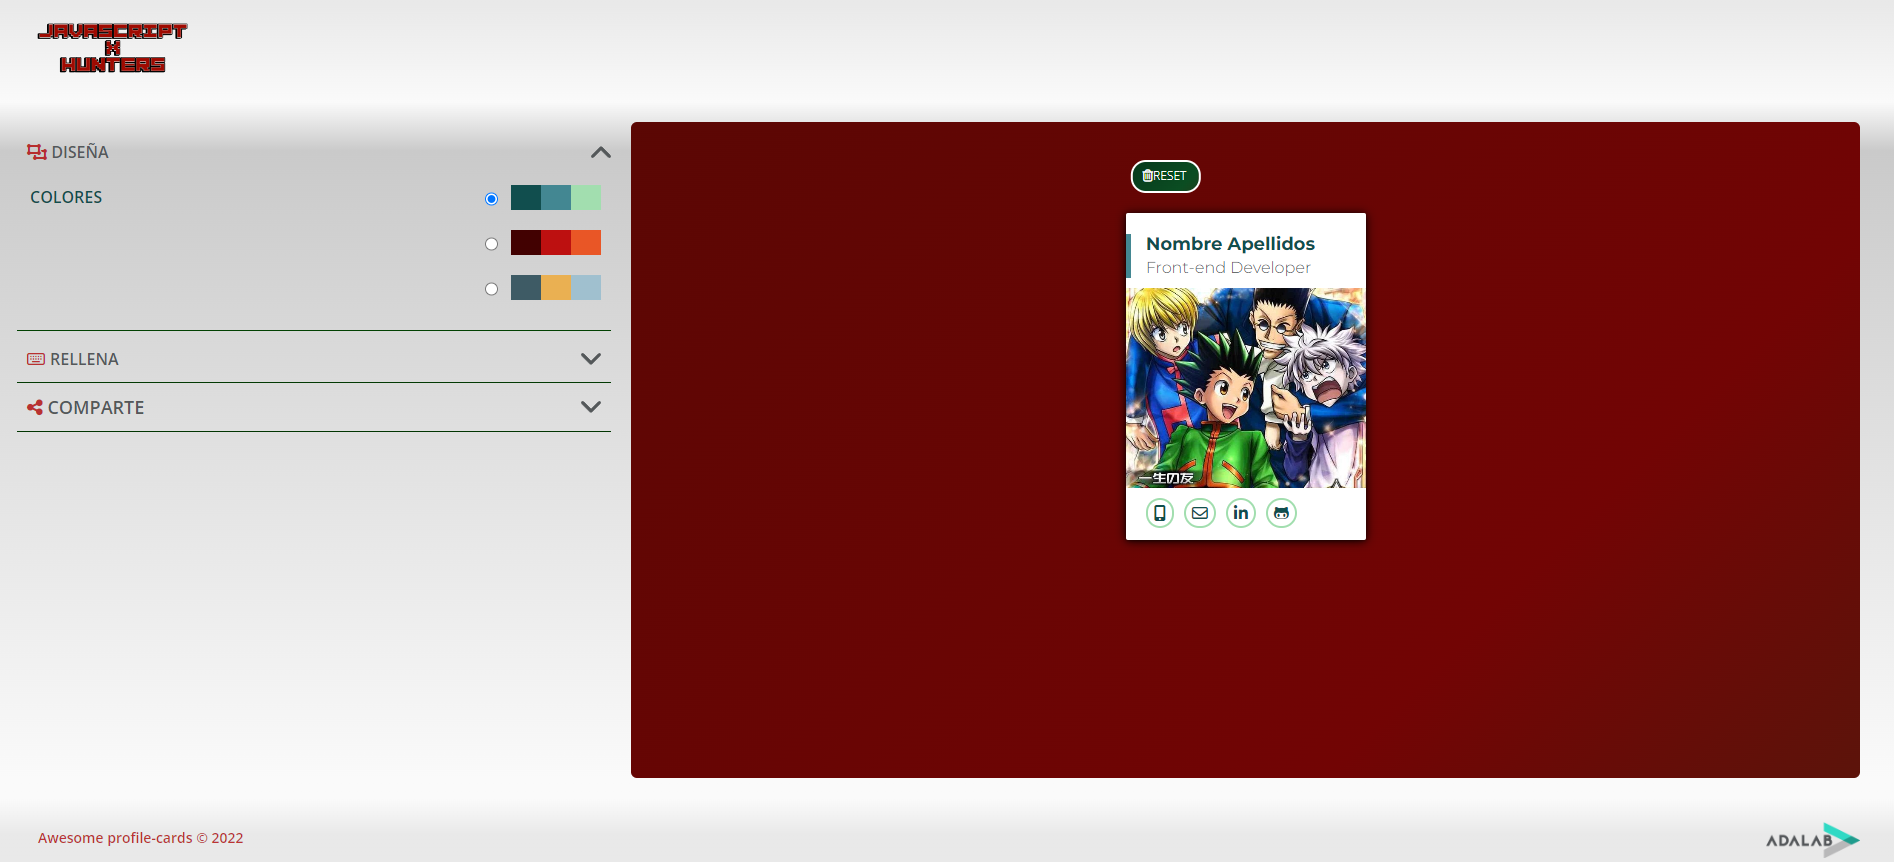 JAVASCRIPT
X
HUNTERS
DISEÑA
COLORES
RELLENA
COMPARTE
RESET
Nombre Apellidos
Front-end Developer
一生の友
in
Awesome profile-cards © 2022
ADALAB